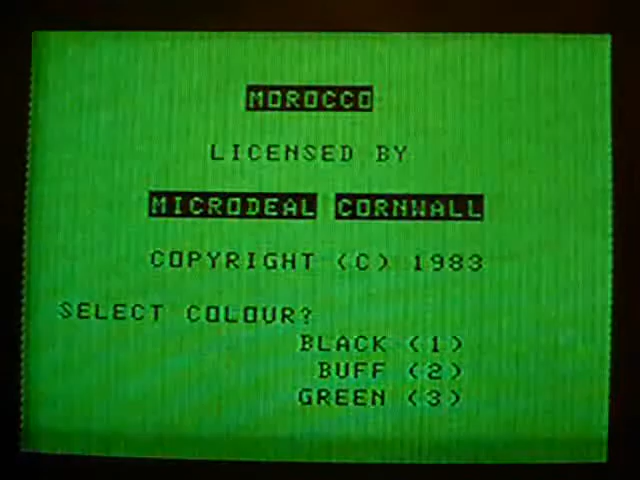 MOROCCO
LICENSED BY
MICRODEAL CORNWALL
COPYRIGHT (C) 1983
SELECT COLOUR?
BLACK (1)
BUFF (2)
GREEN (3)